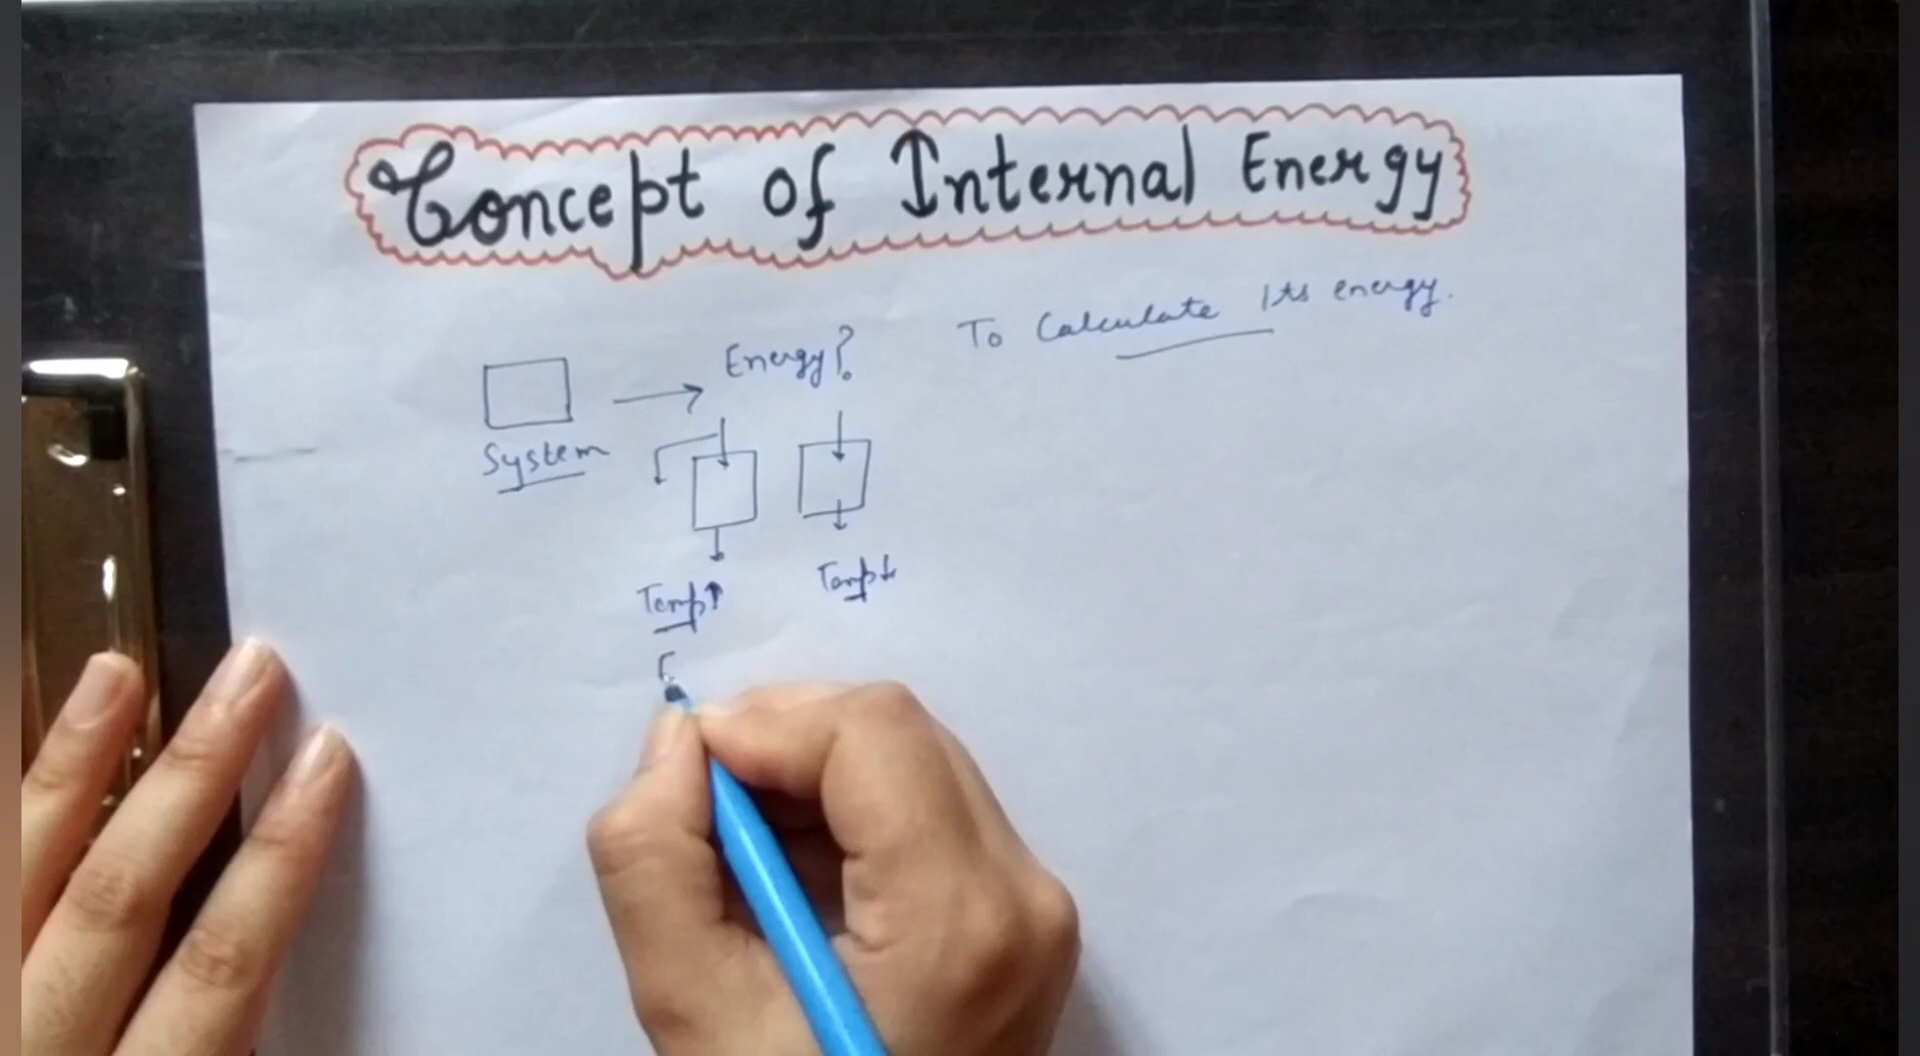 Concept of Internal Energy
To Calculate Its energy.
Energy?
System
Temp↑ Temp↓